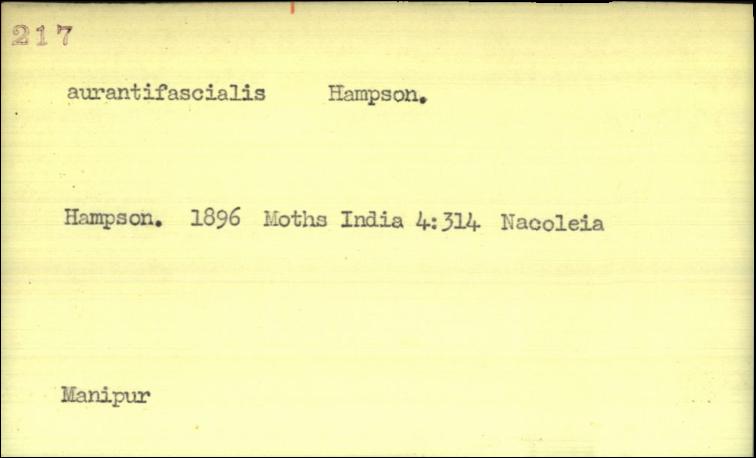 217
aurantifascialis Hampson.
Hampson. 1896 Moths India 4:314 Nacoleia
Manipur